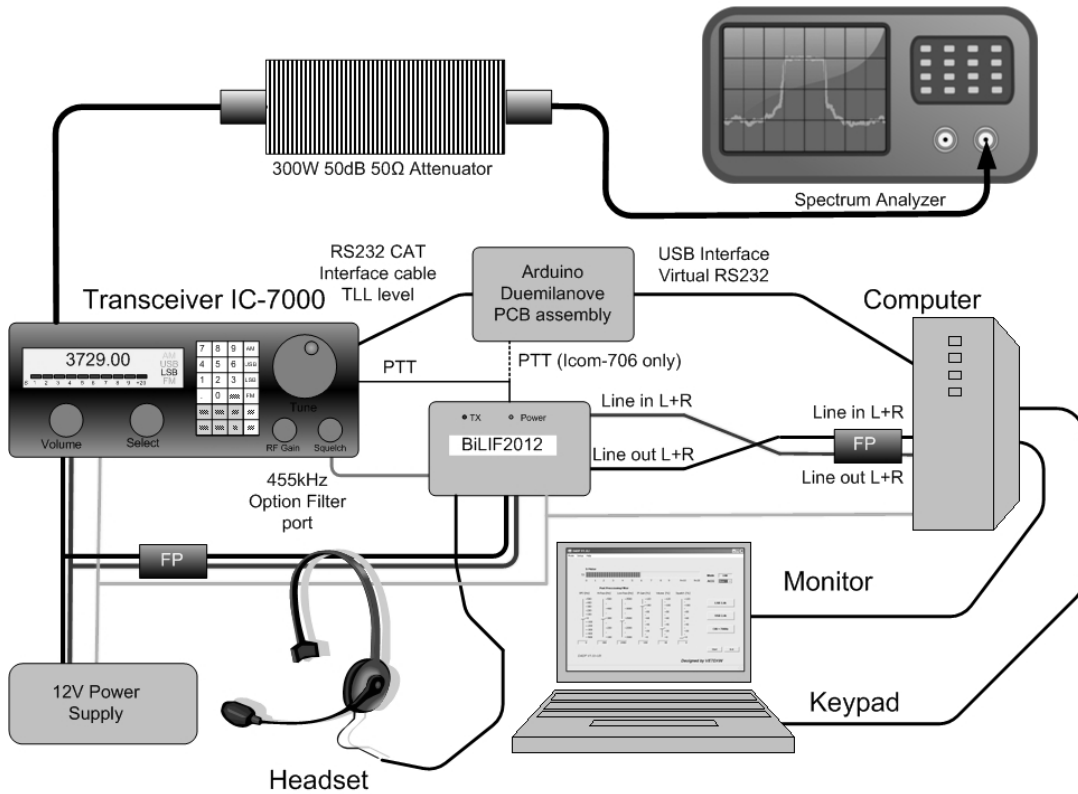 300W 50dB 50Ω Attenuator
Spectrum Analyzer
RS232 CAT
Interface cable
TLL level
Arduino
Duemilanove
PCB assembly
USB Interface
Virtual RS232
Transceiver IC-7000
Computer
3729.00
AM
USB
LSB
FM
7 8 9 AM
4 5 6 USB
1 2 3 LSB
. 0 FM
Tune
Volume
Select
RF Gain
Squelch
PTT
PTT (Icom-706 only)
TX
Power
BiLIF2012
Line in L+R
Line out L+R
Line in L+R
FP
Line out L+R
455kHz
Option Filter
port
FP
Monitor
Keypad
12V Power
Supply
Headset